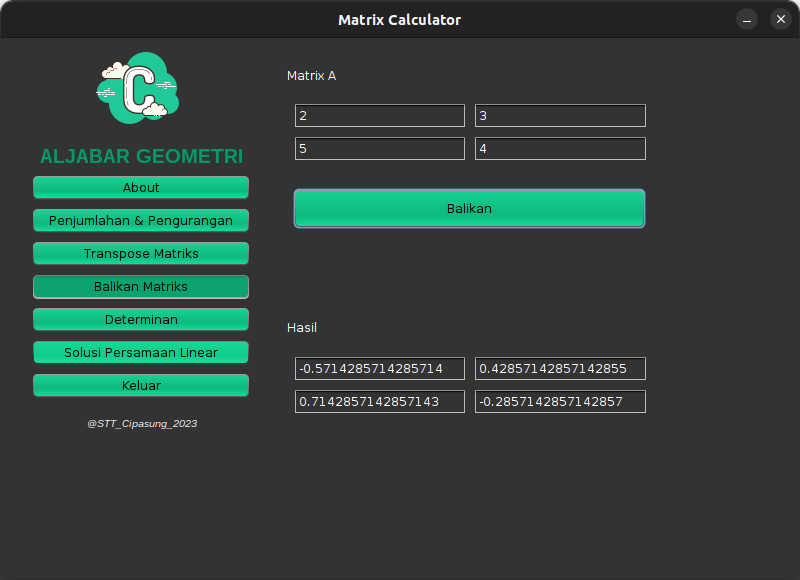 Matrix Calculator
C
ALJABAR GEOMETRI
About
Penjumlahan & Pengurangan
Transpose Matriks
Balikan Matriks
Determinan
Solusi Persamaan Linear
Keluar
@STT_Cipasung_2023
Matrix A
2 3
5 4
Balikan
Hasil
-0.5714285714285714 0.42857142857142855
0.7142857142857143 -0.2857142857142857